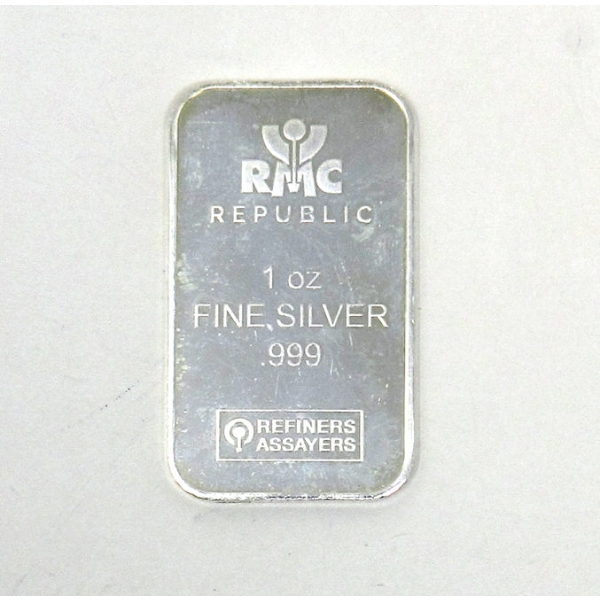 RMC
REPUBLIC
1 oz
FINE SILVER
.999
REFINERS
ASSAYERS